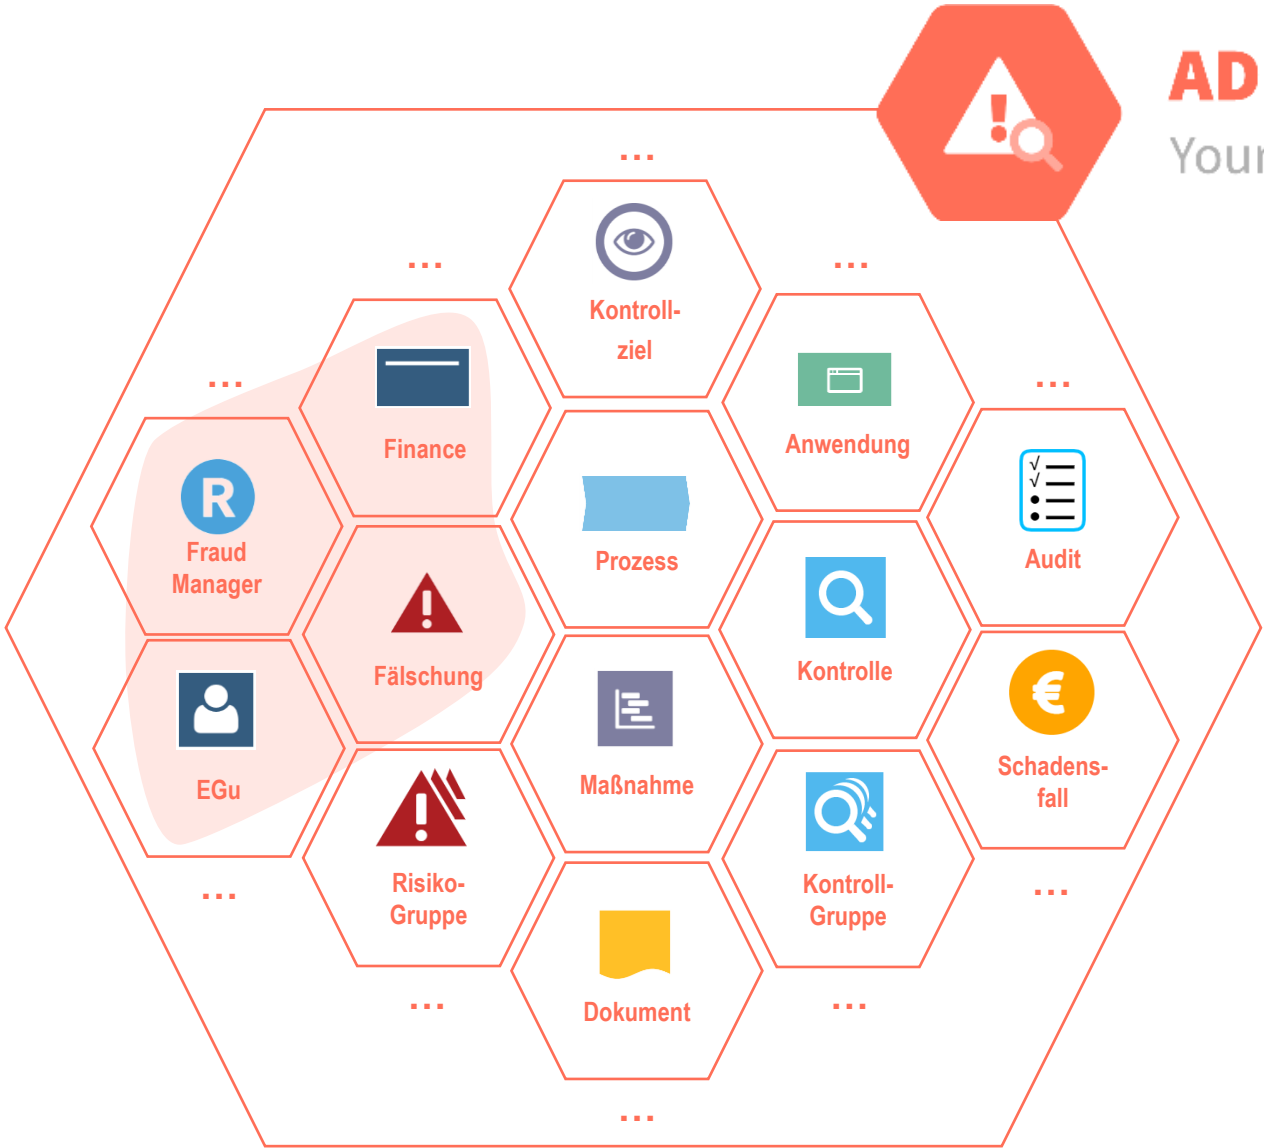 AD
Your
...
Kontroll-
ziel
...
...
Finance
Anwendung
...
...
R
Fraud
Manager
Prozess
√
√
Audit
Fälschung
Kontrolle
€
EGu
Maßnahme
Schadens-
fall
Risiko-
Gruppe
Kontroll-
Gruppe
...
...
Dokument
...
...
...